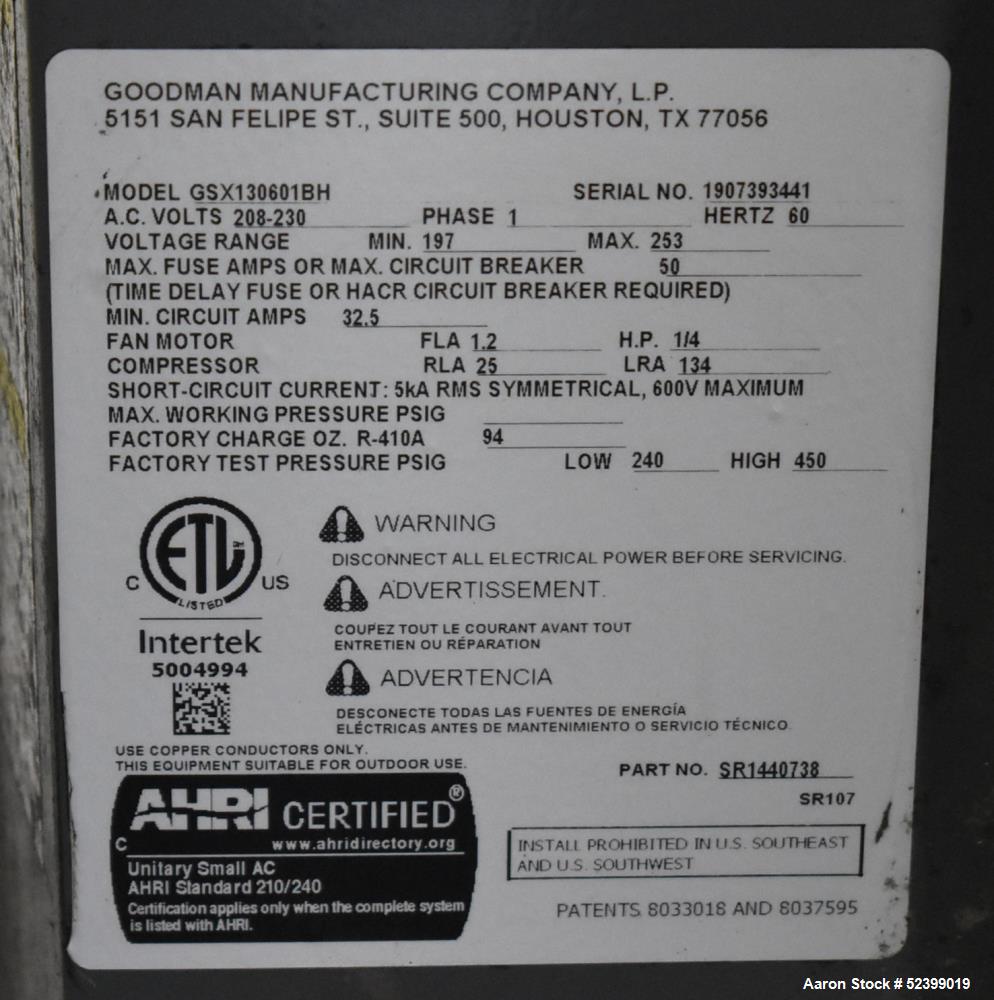 GOODMAN MANUFACTURING COMPANY, L.P.
5151 SAN FELIPE ST., SUITE 500, HOUSTON, TX 77056
MODEL GSX130601BH SERIAL NO. 1907393441
A.C. VOLTS 208-230 PHASE 1 HERTZ 60
VOLTAGE RANGE MIN. 197 MAX. 253
MAX. FUSE AMPS OR MAX. CIRCUIT BREAKER 50
(TIME DELAY FUSE OR HACR CIRCUIT BREAKER REQUIRED)
MIN. CIRCUIT AMPS 32.5
FAN MOTOR FLA 1.2 H.P. 1/4
COMPRESSOR RLA 25 LRA 134
SHORT-CIRCUIT CURRENT: 5kA RMS SYMMETRICAL, 600V MAXIMUM
MAX. WORKING PRESSURE PSIG
FACTORY CHARGE OZ. R-410A 94
FACTORY TEST PRESSURE PSIG LOW 240 HIGH 450
ETL
C US
LISTED
Intertek
5004994
WARNING
DISCONNECT ALL ELECTRICAL POWER BEFORE SERVICING.
ADVERTISSEMENT.
COUPEZ TOUT LE COURANT AVANT TOUT
ENTRETIEN OU RÉPARATION
ADVERTENCIA
DESCONECTE TODAS LAS FUENTES DE ENERGÍA
ELÉCTRICAS ANTES DE MANTENIMIENTO O SERVICIO TÉCNICO
USE COPPER CONDUCTORS ONLY.
THIS EQUIPMENT SUITABLE FOR OUTDOOR USE.
PART NO. SR1440738
SR107
AHRI CERTIFIED®
C www.ahridirectory.org
Unitary Small AC
AHRI Standard 210/240
Certification applies only when the complete system
is listed with AHRI.
INSTALL PROHIBITED IN U.S. SOUTHEAST
AND U.S. SOUTHWEST
PATENTS 8033018 AND 8037595
Aaron Stock # 52399019